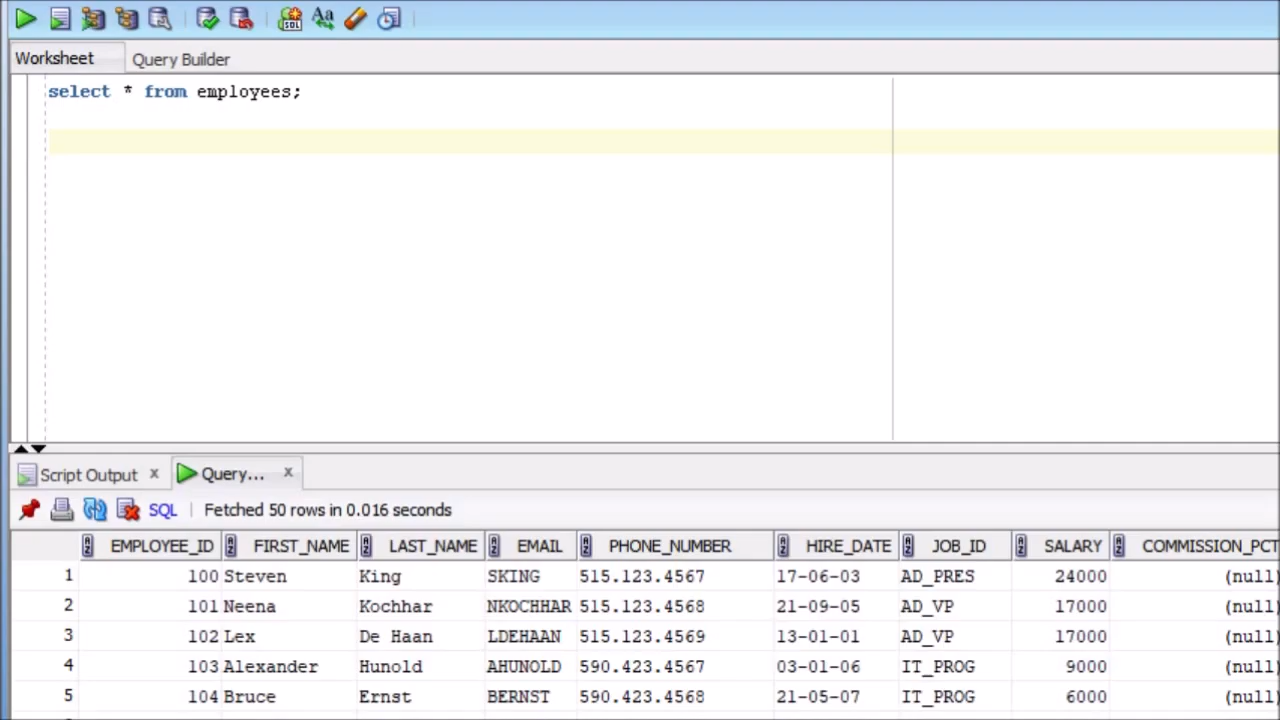 Worksheet Query Builder
select * from employees;
Script Output x Query... x
SQL Fetched 50 rows in 0.016 seconds
EMPLOYEE_ID FIRST_NAME LAST_NAME EMAIL PHONE_NUMBER HIRE_DATE JOB_ID SALARY COMMISSION_PCT
1 100 Steven King SKING 515.123.4567 17-06-03 AD_PRES 24000 (null)
2 101 Neena Kochhar NKOCHHAR 515.123.4568 21-09-05 AD_VP 17000 (null)
3 102 Lex De Haan LDEHAAN 515.123.4569 13-01-01 AD_VP 17000 (null)
4 103 Alexander Hunold AHUNOLD 590.423.4567 03-01-06 IT_PROG 9000 (null)
5 104 Bruce Ernst BERNST 590.423.4568 21-05-07 IT_PROG 6000 (null)